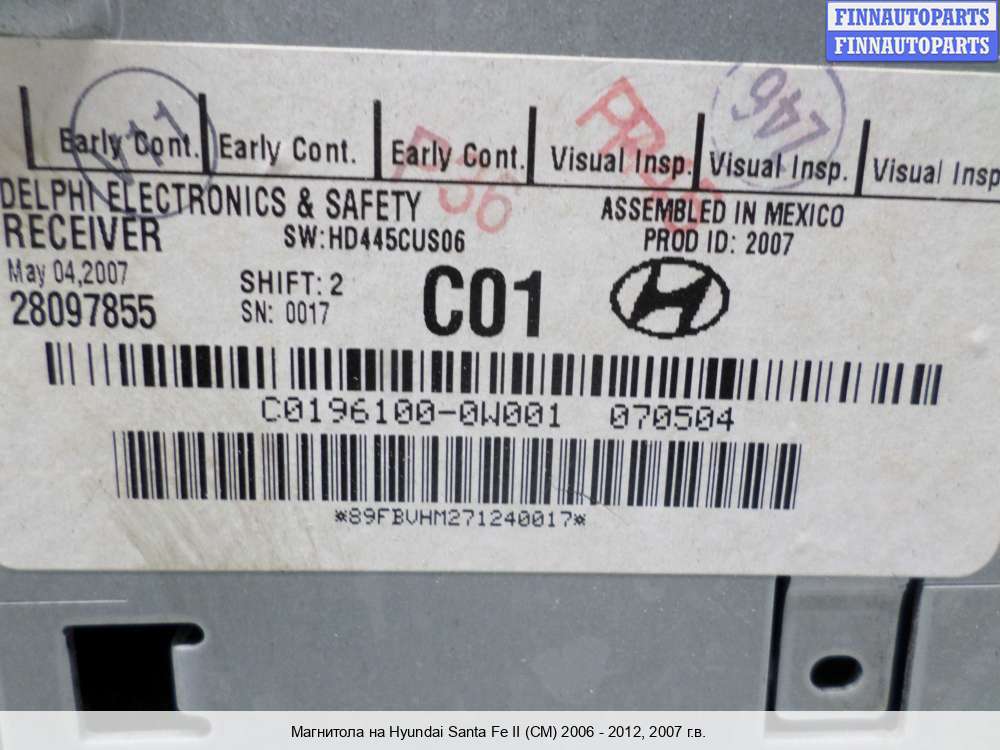 FINNAUTOPARTS
FINNAUTOPARTS
Early Cont. Early Cont. Early Cont. Visual Insp. Visual Insp. Visual Insp
DELPHI ELECTRONICS & SAFETY
ASSEMBLED IN MEXICO
RECEIVER
SW:HD445CUS06
PROD ID: 2007
May 04,2007
SHIFT: 2
C01
28097855
SN: 0017
C0196100-0W001 070504
*89FBVHM271240017*
Магнитола на Hyundai Santa Fe II (CM) 2006 - 2012, 2007 г.в.